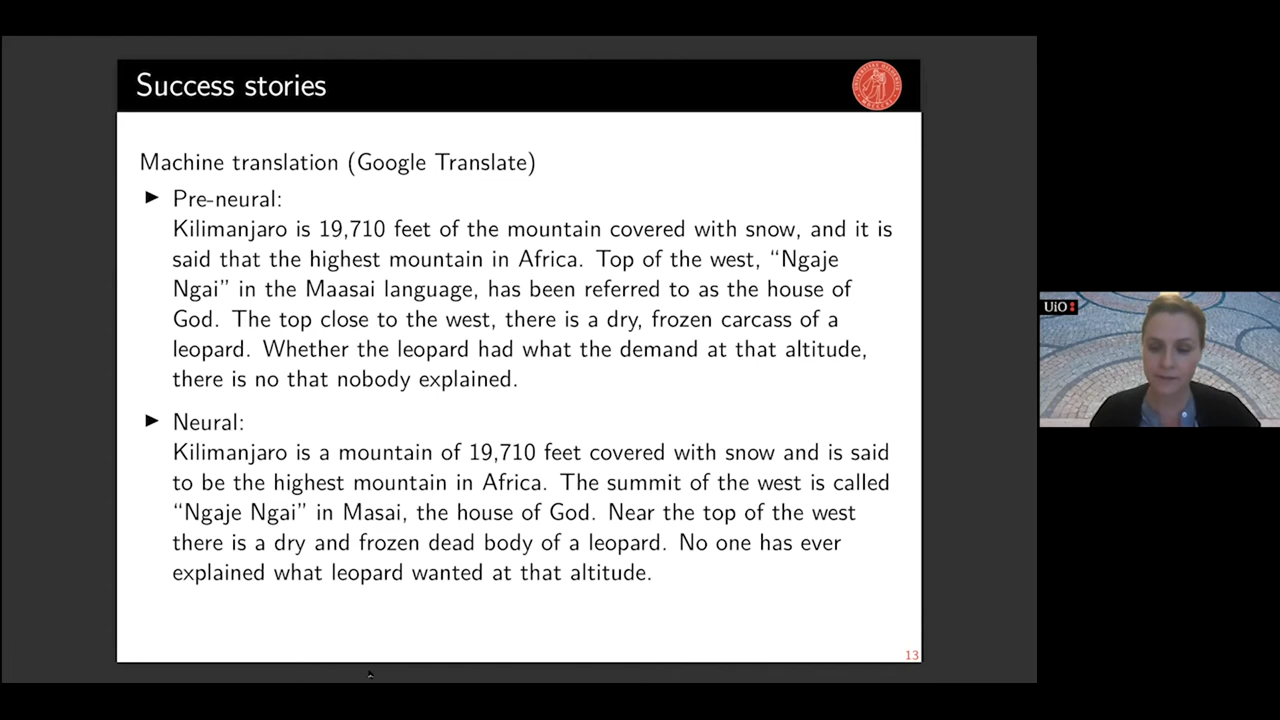 Success stories
Machine translation (Google Translate)
▶ Pre-neural:
Kilimanjaro is 19,710 feet of the mountain covered with snow, and it is
said that the highest mountain in Africa. Top of the west, “Ngaje
Ngai” in the Maasai language, has been referred to as the house of
God. The top close to the west, there is a dry, frozen carcass of a
leopard. Whether the leopard had what the demand at that altitude,
there is no that nobody explained.
▶ Neural:
Kilimanjaro is a mountain of 19,710 feet covered with snow and is said
to be the highest mountain in Africa. The summit of the west is called
“Ngaje Ngai” in Masai, the house of God. Near the top of the west
there is a dry and frozen dead body of a leopard. No one has ever
explained what leopard wanted at that altitude.
13
UiO